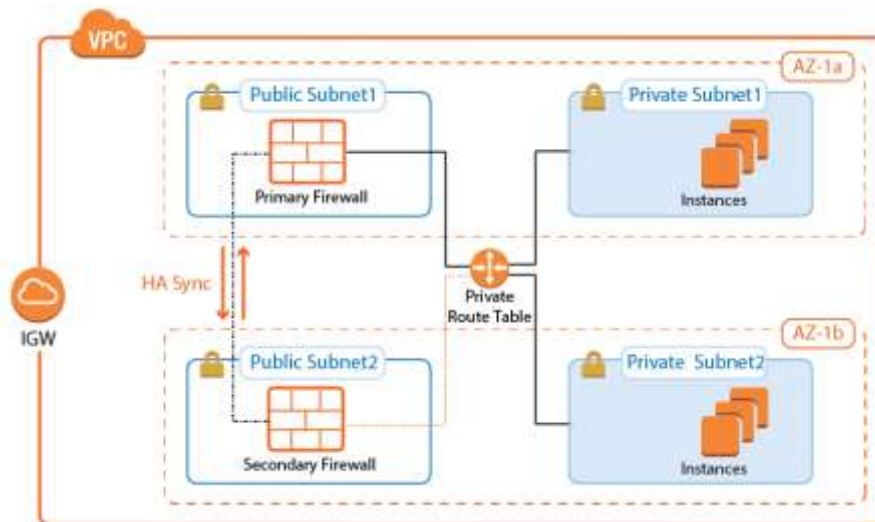 VPC
AZ-1a
Public Subnet1
Private Subnet1
Primary Firewall
Instances
HA Sync
Private
Route Table
IGW
AZ-1b
Public Subnet2
Private Subnet2
Secondary Firewall
Instances